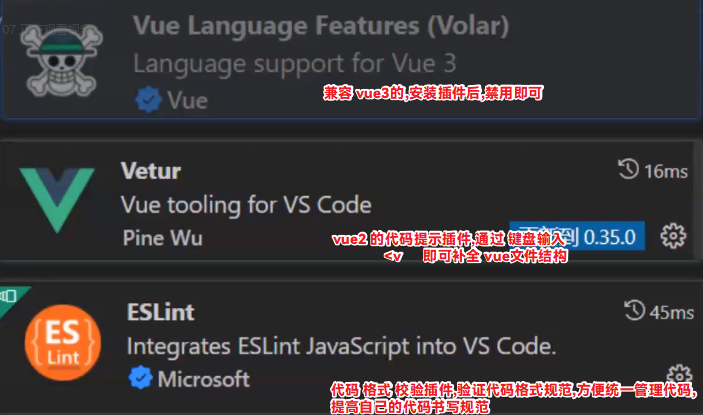 Vue Language Features (Volar)
Language support for Vue 3
Vue
兼容 vue3的,安装插件后,禁用即可
Vetur
16ms
Vue tooling for VS Code
Pine Wu
到 0.35.0
vue2 的代码提示插件,通过 键盘输入
<v 即可补全 vue文件结构
ESLint
45ms
ES
Lint
Integrates ESLint JavaScript into VS Code.
Microsoft
代码 格式 校验插件,验证代码格式规范,方便统一管理代码,
提高自己的代码书写规范